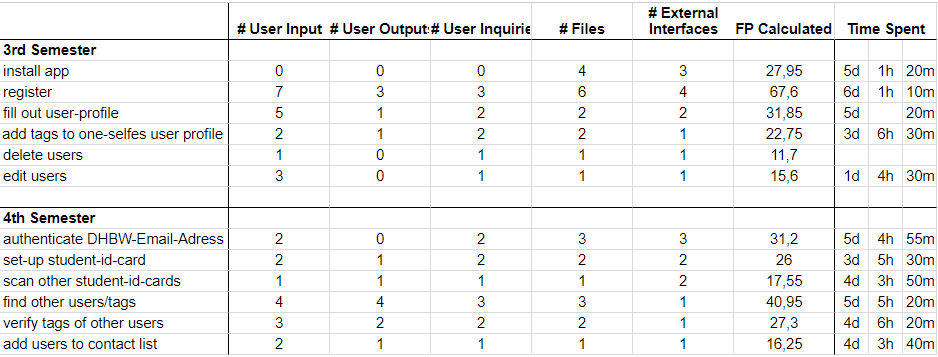 # User Input # User Output: # User Inquirie # Files # External Interfaces FP Calculated Time Spent
3rd Semester
install app 0 0 0 4 3 27,95 5d 1h 20m
register 7 3 3 6 4 67,6 6d 1h 10m
fill out user-profile 5 1 2 2 2 31,85 5d 20m
add tags to one-selfes user profile 2 1 2 2 1 22,75 3d 6h 30m
delete users 1 0 1 1 1 11,7
edit users 3 0 1 1 1 15,6 1d 4h 30m
4th Semester
authenticate DHBW-Email-Adress 2 0 2 3 3 31,2 5d 4h 55m
set-up student-id-card 2 1 2 2 2 26 3d 5h 30m
scan other student-id-cards 1 1 1 1 2 17,55 4d 3h 50m
find other users/tags 4 4 3 3 1 40,95 5d 5h 20m
verify tags of other users 3 2 2 2 1 27,3 4d 6h 20m
add users to contact list 2 1 1 1 1 16,25 4d 3h 40m